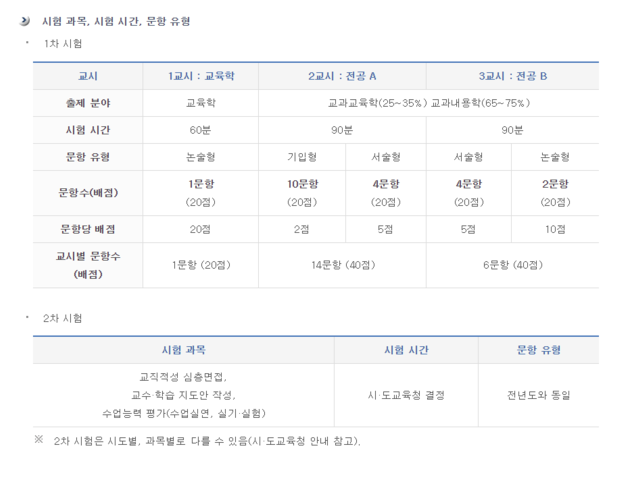 시험 과목, 시험 시간, 문항 유형
· 1차 시험
교시 1교시 : 교육학 2교시 : 전공 A 3교시 : 전공 B
출제 분야 교육학 교과교육학(25~35%) 교과내용학(65~75%)
시험 시간 60분 90분 90분
문항 유형 논술형 기입형 서술형 서술형 논술형
문항수(배점) 1문항 10문항 4문항 4문항 2문항
(20점) (20점) (20점) (20점) (20점)
문항당 배점 20점 2점 5점 5점 10점
교시별 문항수
(배점) 1문항 (20점) 14문항 (40점) 6문항 (40점)
· 2차 시험
시험 과목 시험 시간 문항 유형
교직적성 심층면접,
교수·학습 지도안 작성, 시·도교육청 결정 전년도와 동일
수업능력 평가(수업실연, 실기·실험)
※ 2차 시험은 시도별, 과목별로 다를 수 있음(시·도교육청 안내 참고).